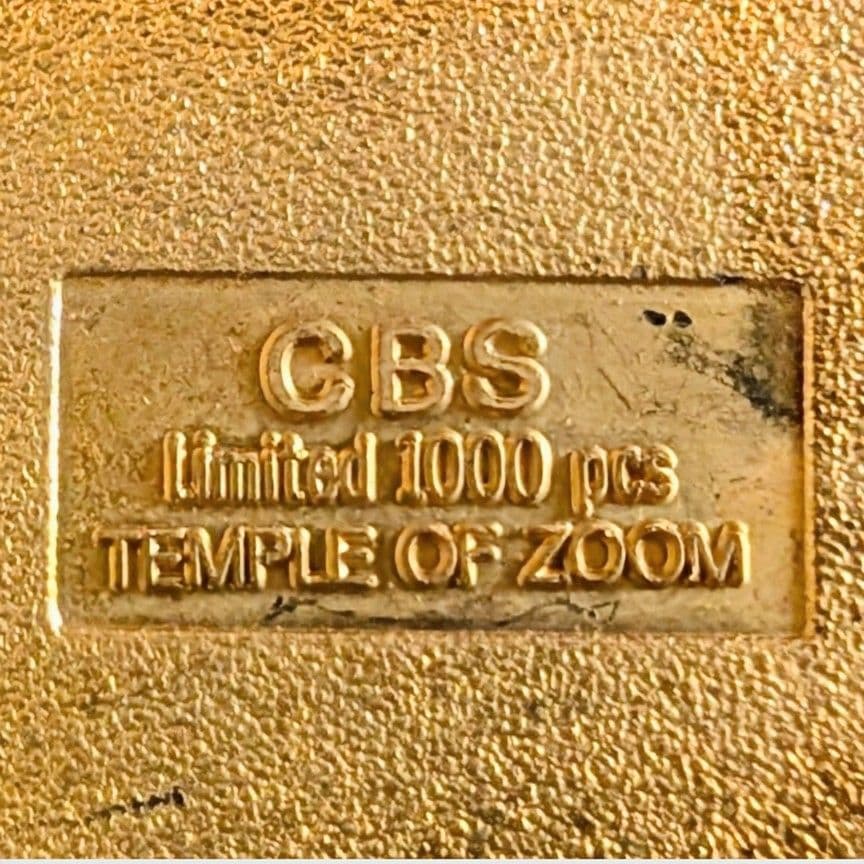 CBS
Limited 1000 pcs
TEMPLE OF ZOOM